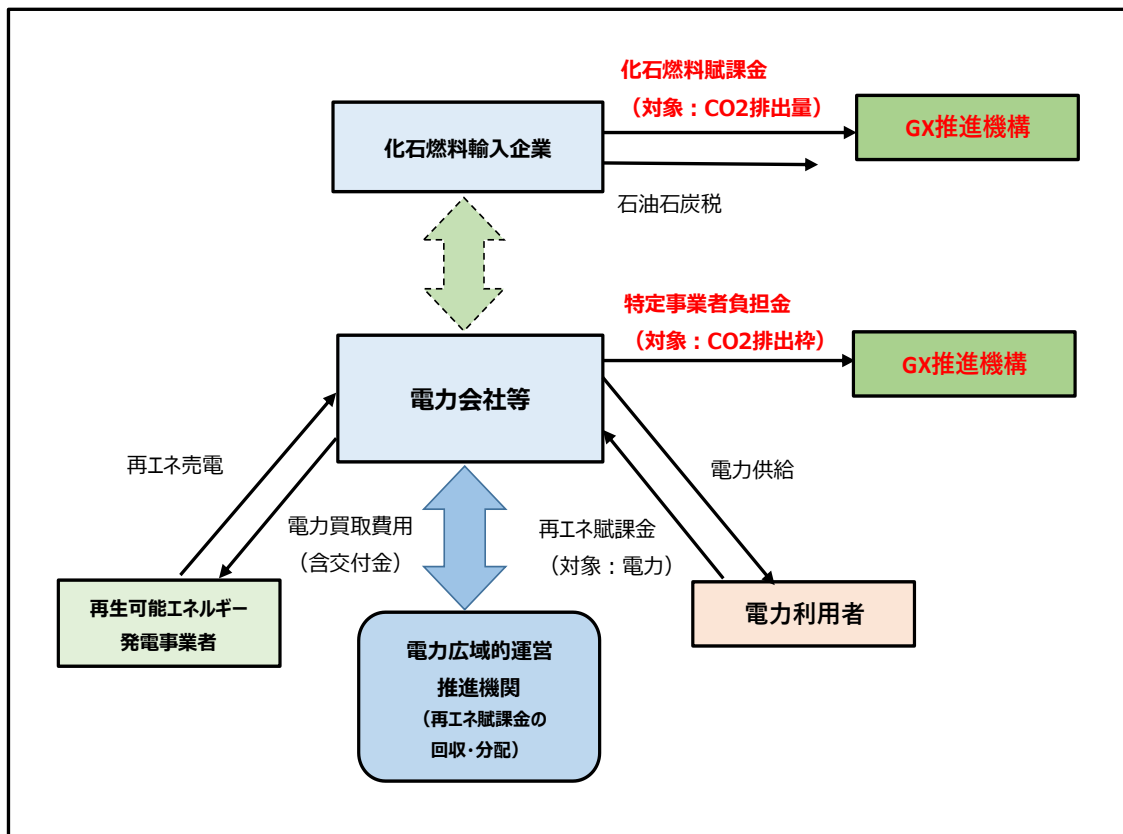 化石燃料賦課金
（対象：CO2排出量）
GX推進機構
化石燃料輸入企業
石油石炭税
特定事業者負担金
（対象：CO2排出枠）
GX推進機構
電力会社等
再エネ売電
電力供給
電力買取費用
（含交付金）
再エネ賦課金
（対象：電力）
再生可能エネルギー
発電事業者
電力利用者
電力広域的運営
推進機関
（再エネ賦課金の
回収・分配）